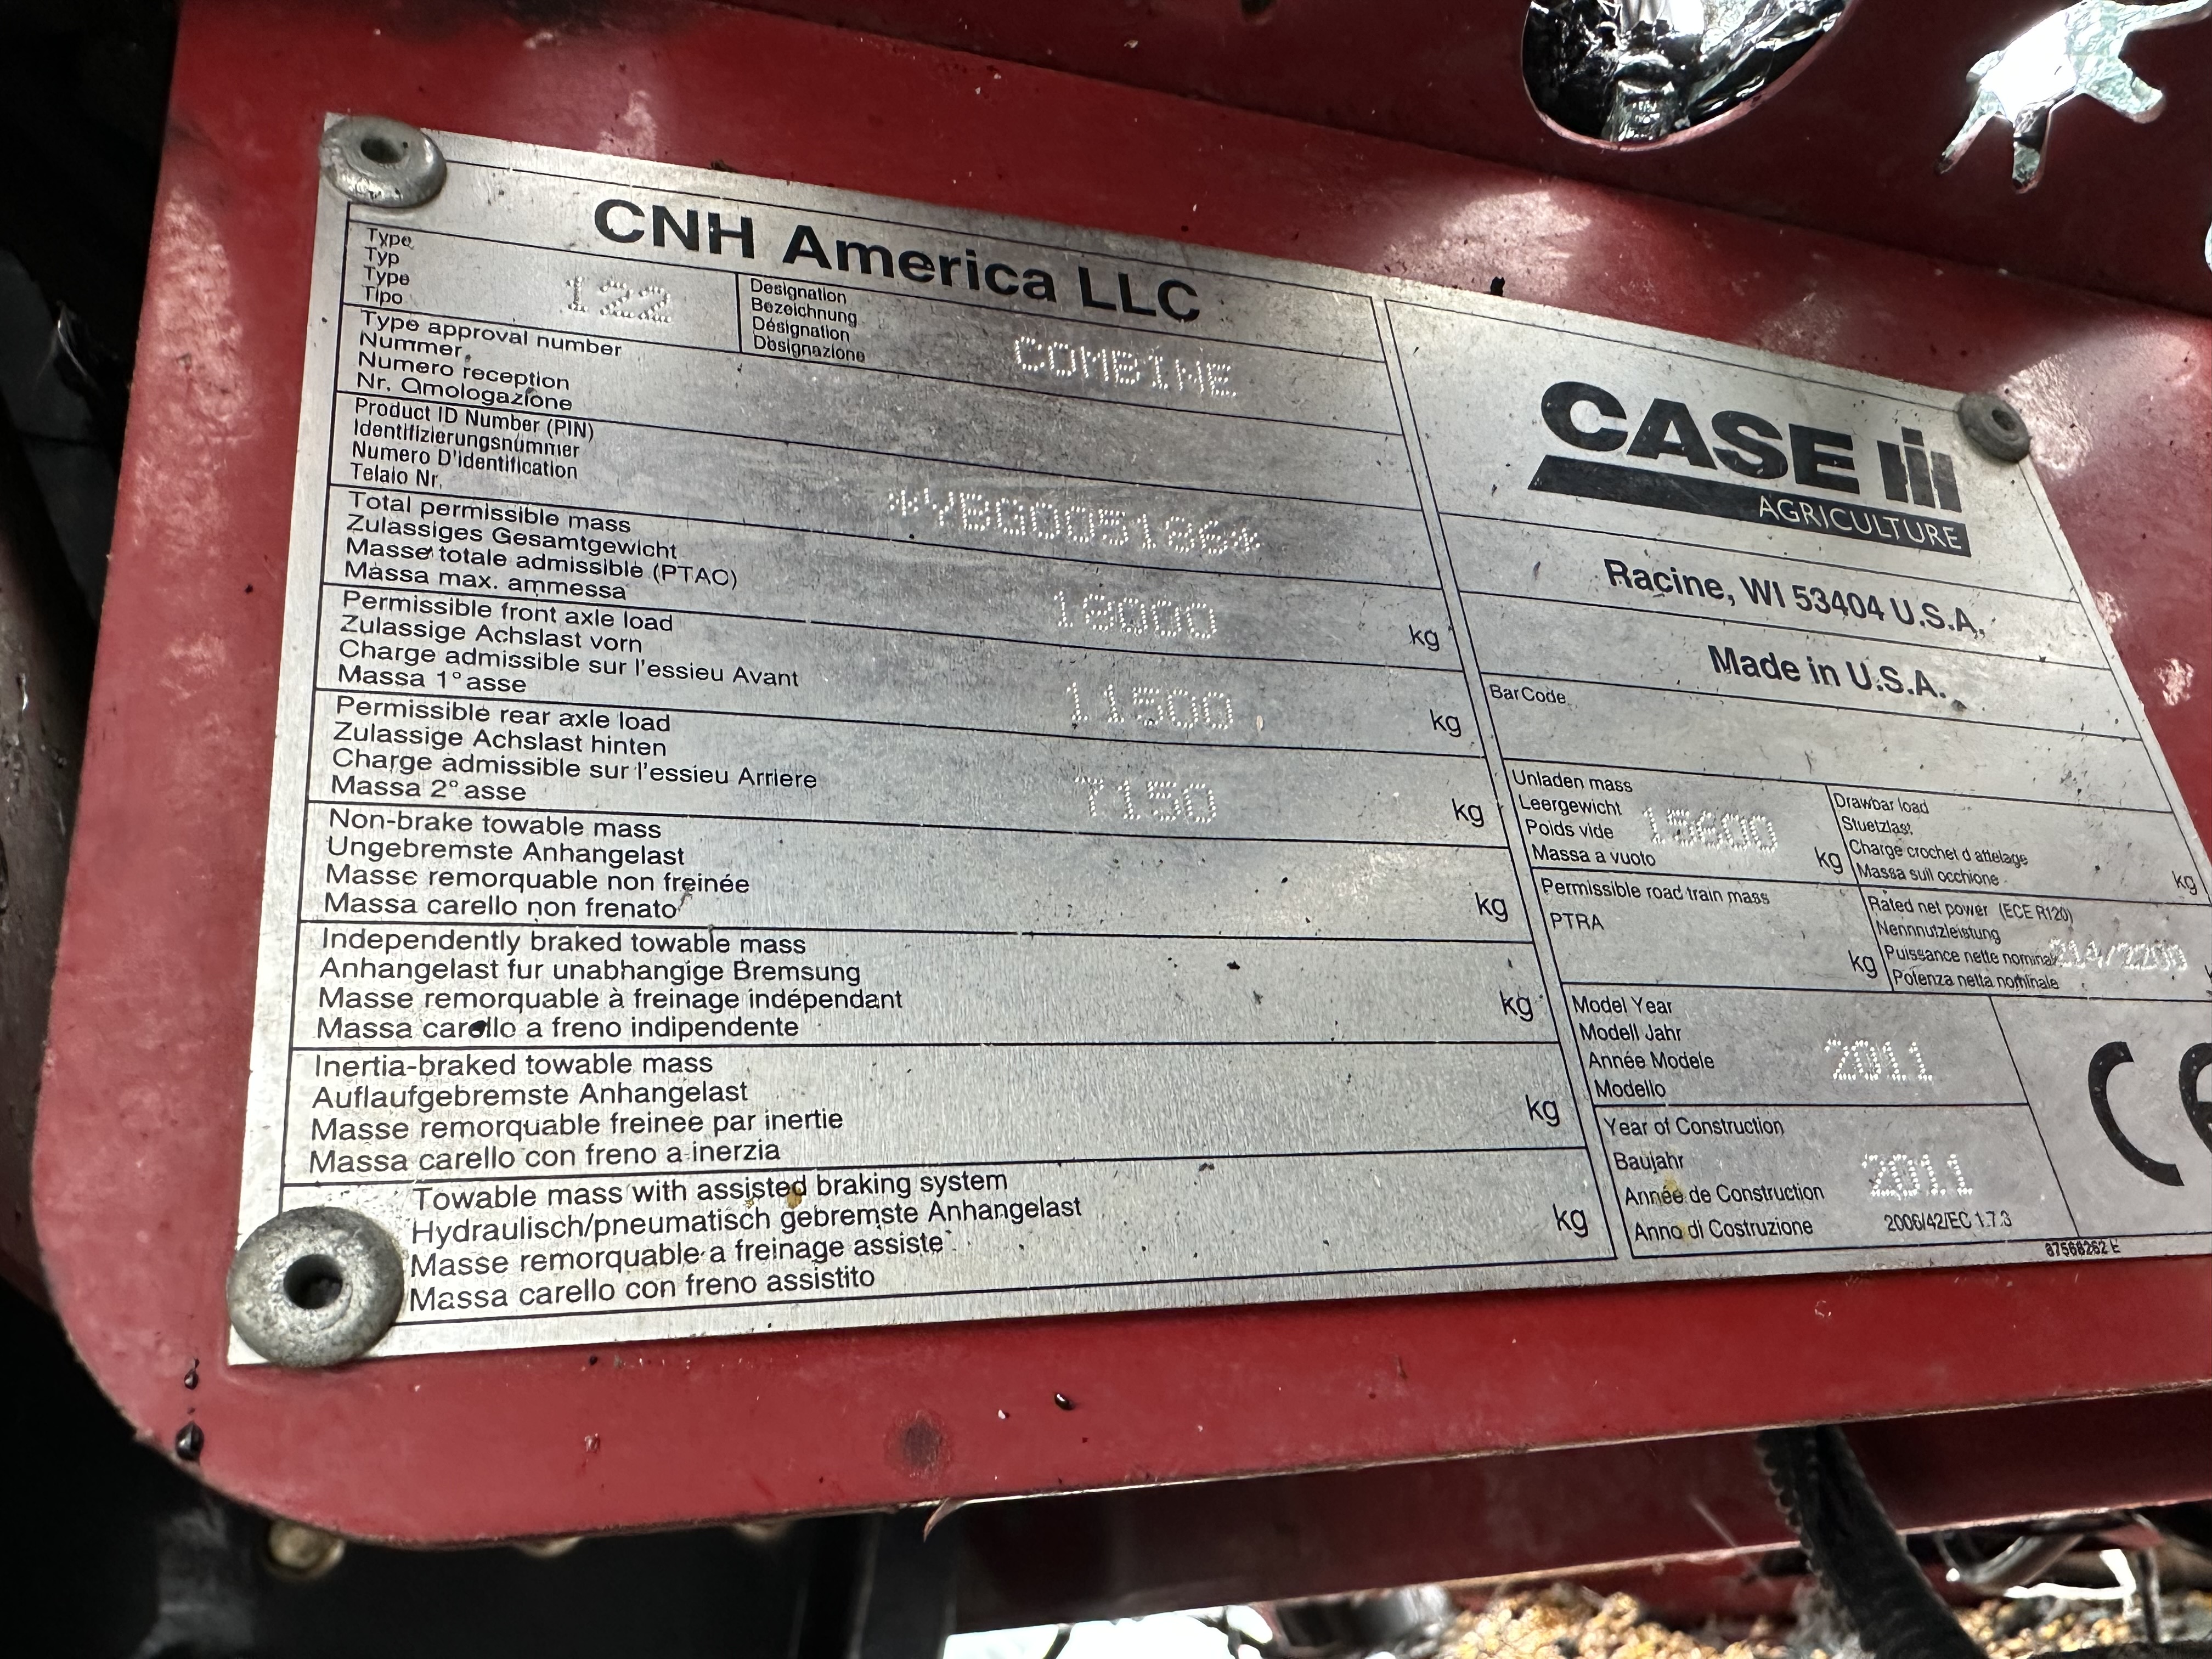 CNH America LLC
Type
Typ
Type
Tipo
122
Designation
Bezeichnung
Désignation
Dosignazione
COMBINE
Type approval number
Nummer
Numero reception
Nr. Omologazione
Product ID Number (PIN)
Identifizierungsnummer
Numero D'identification
Telaio Nr.
*YBG005186*
Total permissible mass
Zulassiges Gesamtgewicht
Masse totale admissible (PTAC)
Massa max. ammessa
18000
kg
Permissible front axle load
Zulassige Achslast vorn
Charge admissible sur l'essieu Avant
Massa 1° asse
11500
kg
Permissible rear axle load
Zulassige Achslast hinten
Charge admissible sur l'essieu Arriere
Massa 2° asse
7150
kg
Non-brake towable mass
Ungebremste Anhangelast
Masse remorquable non freinée
Massa carello non frenato
kg
Independently braked towable mass
Anhangelast fur unabhangige Bremsung
Masse remorquable à freinage indépendant
Massa carello a freno indipendente
kg
Inertia-braked towable mass
Auflaufgebremste Anhangelast
Masse remorquable freinee par inertie
Massa carello con freno a inerzia
kg
Towable mass with assisted braking system
Hydraulisch/pneumatisch gebremste Anhangelast
Masse remorquable a freinage assiste
Massa carello con freno assistito
kg
CASE IH
AGRICULTURE
Racine, WI 53404 U.S.A.
Made in U.S.A.
BarCode
Unladen mass
Leergewicht
Poids vide
Massa a vuoto
15600
kg
Drawbar load
Stuetzlast
Charge crochet d attelage
Massa sull occhione
kg
Permissible road train mass
PTRA
kg
Rated net power (ECE R120)
Nennnutzleistung
Puissance nette nominale
Potenza netta nominale
214/2200
Model Year
Modell Jahr
Année Modele
Modello
2011
Year of Construction
Baujahr
Année de Construction
Anno di Costruzione
2011
2006/42/EC 1.7.3
CE
87568262 E